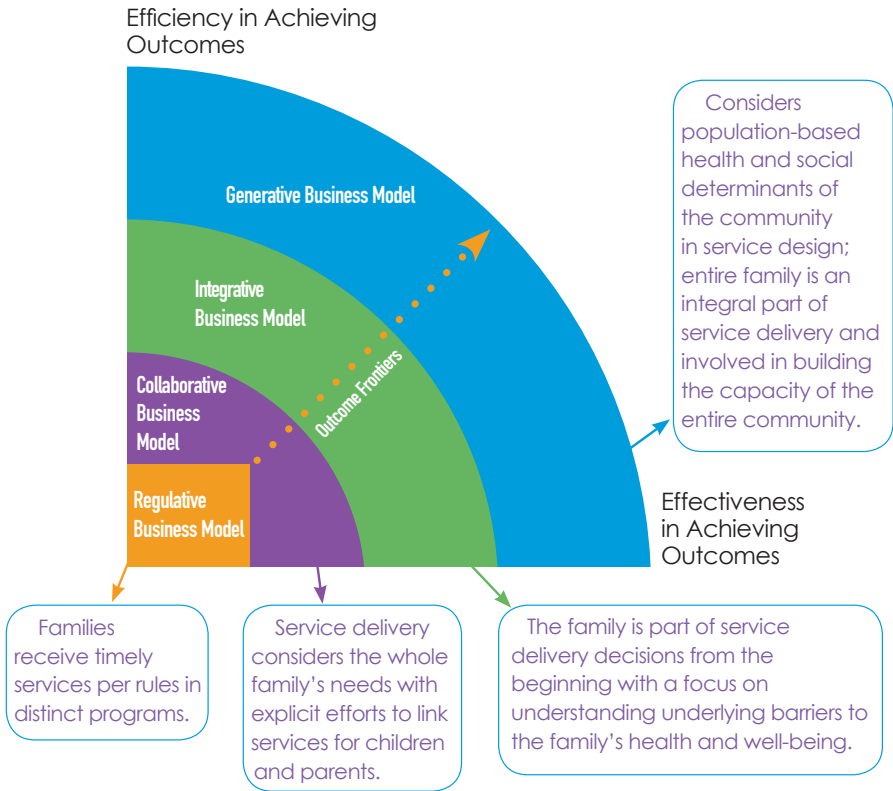 Efficiency in Achieving
Outcomes
Generative Business Model
Integrative
Business Model
Outcome Frontiers
Collaborative
Business
Model
Regulative
Business Model
Considers
population-based
health and social
determinants of
the community
in service design;
entire family is an
integral part of
service delivery and
involved in building
the capacity of the
entire community.
Effectiveness
in Achieving
Outcomes
Families
receive timely
services per rules in
distinct programs.
Service delivery
considers the whole
family’s needs with
explicit efforts to link
services for children
and parents.
The family is part of service
delivery decisions from the
beginning with a focus on
understanding underlying barriers to
the family’s health and well-being.